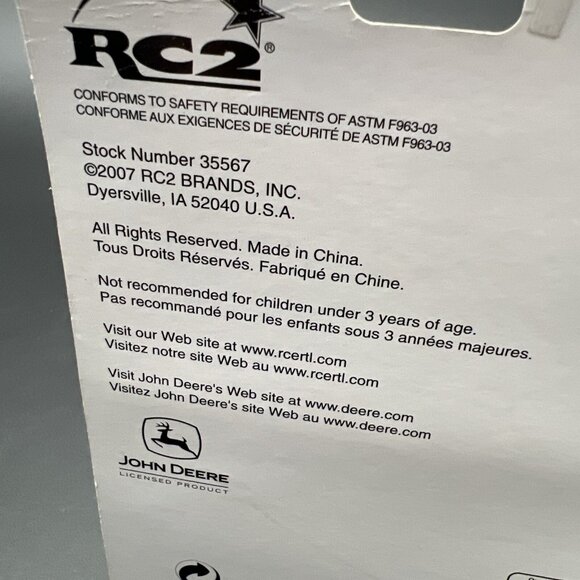 RC2®
CONFORMS TO SAFETY REQUIREMENTS OF ASTM F963-03
CONFORME AUX EXIGENCES DE SÉCURITÉ DE ASTM F963-03
Stock Number 35567
©2007 RC2 BRANDS, INC.
Dyersville, IA 52040 U.S.A.
All Rights Reserved. Made in China.
Tous Droits Réservés. Fabriqué en Chine.
Not recommended for children under 3 years of age.
Pas recommandé pour les enfants sous 3 années majeures.
Visit our Web site at www.rcertl.com
Visitez notre site Web au www.rcertl.com
Visit John Deere's Web site at www.deere.com
Visitez John Deere's site Web au www.deere.com
JOHN DEERE
LICENSED PRODUCT